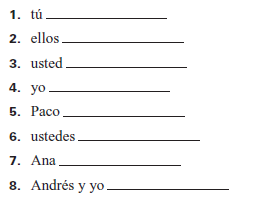 1. tú
2. ellos
3. usted
4. yo
5. Paco
6. ustedes
7. Ana
8. Andrés y yo